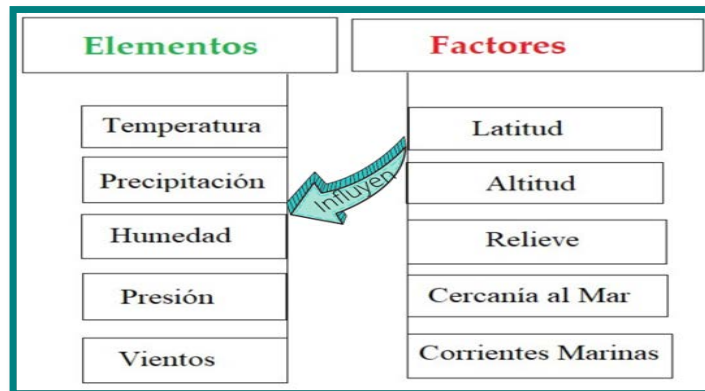 Elementos
Temperatura
Precipitación
Humedad
Presión
Vientos
Influyen
Factores
Latitud
Altitud
Relieve
Cercanía al Mar
Corrientes Marinas